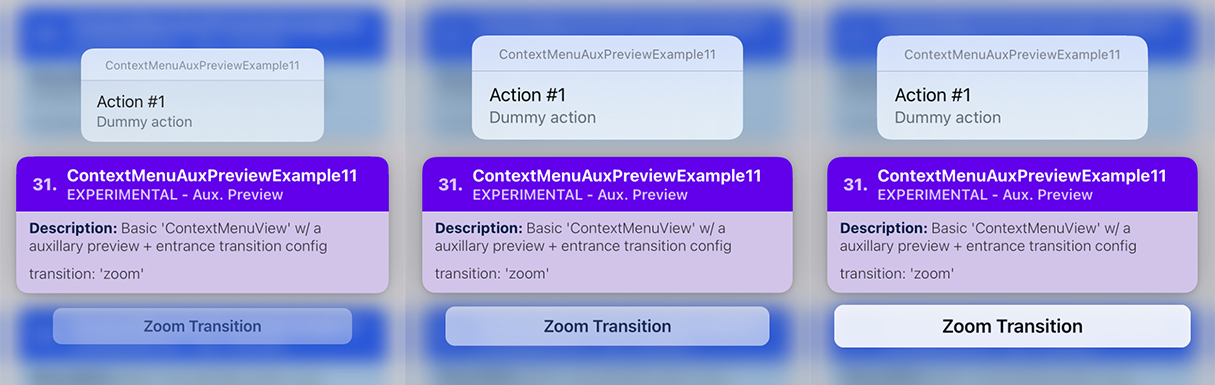 ContextMenuAuxPreviewExample11
Action #1
Dummy action
31. ContextMenuAuxPreviewExample11
EXPERIMENTAL - Aux. Preview
Description: Basic 'ContextMenuView' w/ a
auxillary preview + entrance transition config
transition: 'zoom'
Zoom Transition
ContextMenuAuxPreviewExample11
Action #1
Dummy action
31. ContextMenuAuxPreviewExample11
EXPERIMENTAL - Aux. Preview
Description: Basic 'ContextMenuView' w/ a
auxillary preview + entrance transition config
transition: 'zoom'
Zoom Transition
ContextMenuAuxPreviewExample11
Action #1
Dummy action
31. ContextMenuAuxPreviewExample11
EXPERIMENTAL - Aux. Preview
Description: Basic 'ContextMenuView' w/ a
auxillary preview + entrance transition config
transition: 'zoom'
Zoom Transition